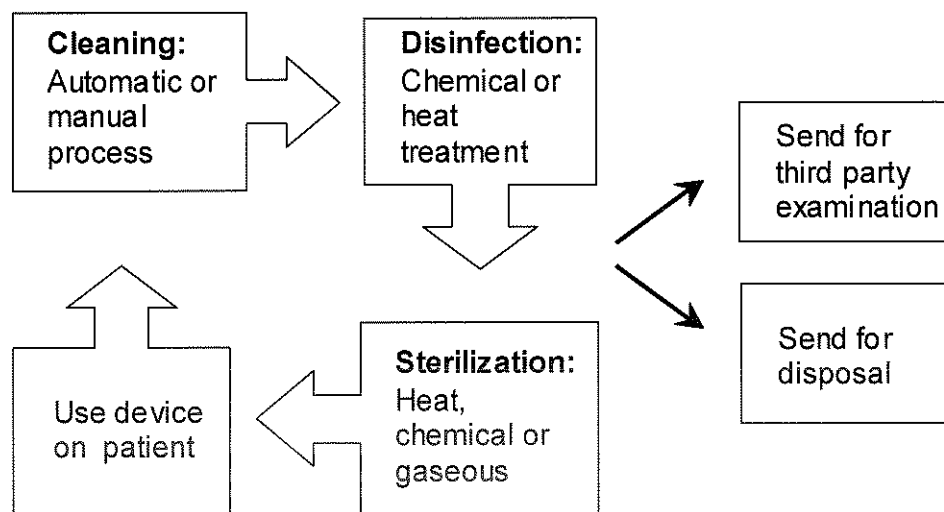 Cleaning:
Automatic or
manual
process
Disinfection:
Chemical or
heat
treatment
Send for
third party
examination
Send for
disposal
Sterilization:
Heat,
chemical or
gaseous
Use device
on patient